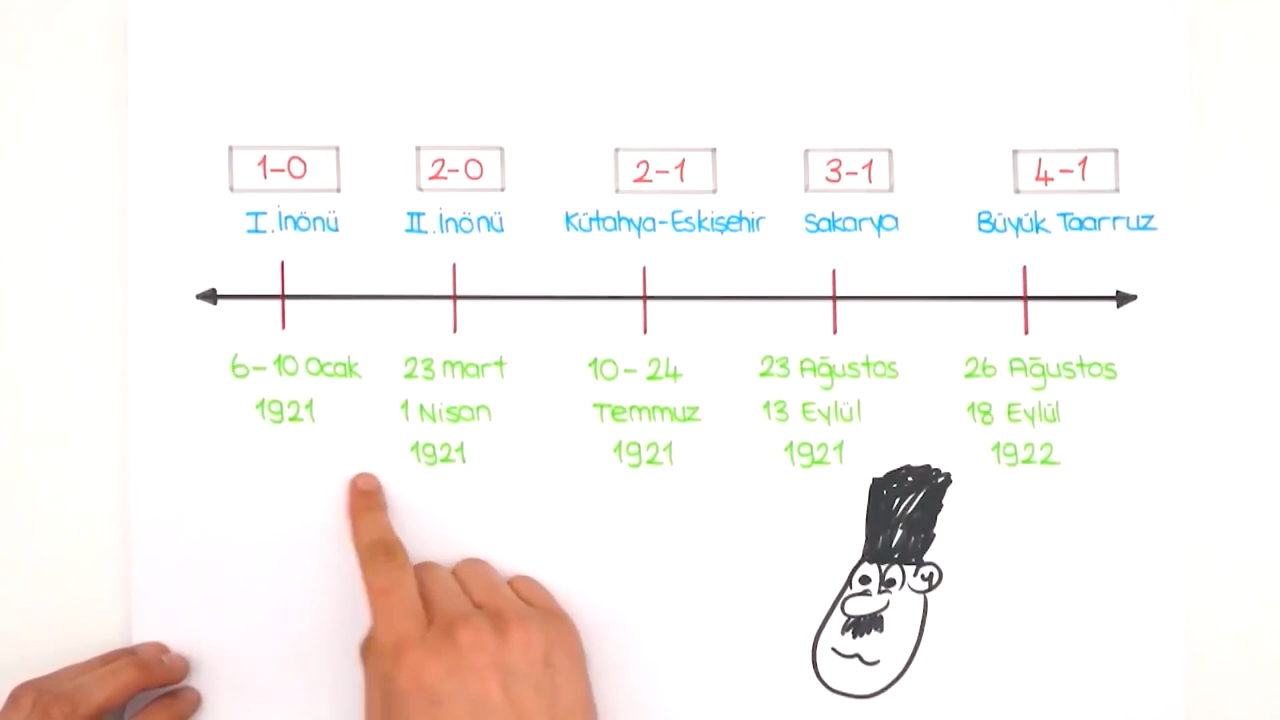 1-0
2-0
2-1
3-1
4-1
I. İnönü
II. İnönü
Kütahya-Eskişehir
Sakarya
Büyük Taarruz
6-10 Ocak
1921
23 mart
1 Nisan
1921
10-24
Temmuz
1921
23 Ağustos
13 Eylül
1921
26 Ağustos
18 Eylül
1922